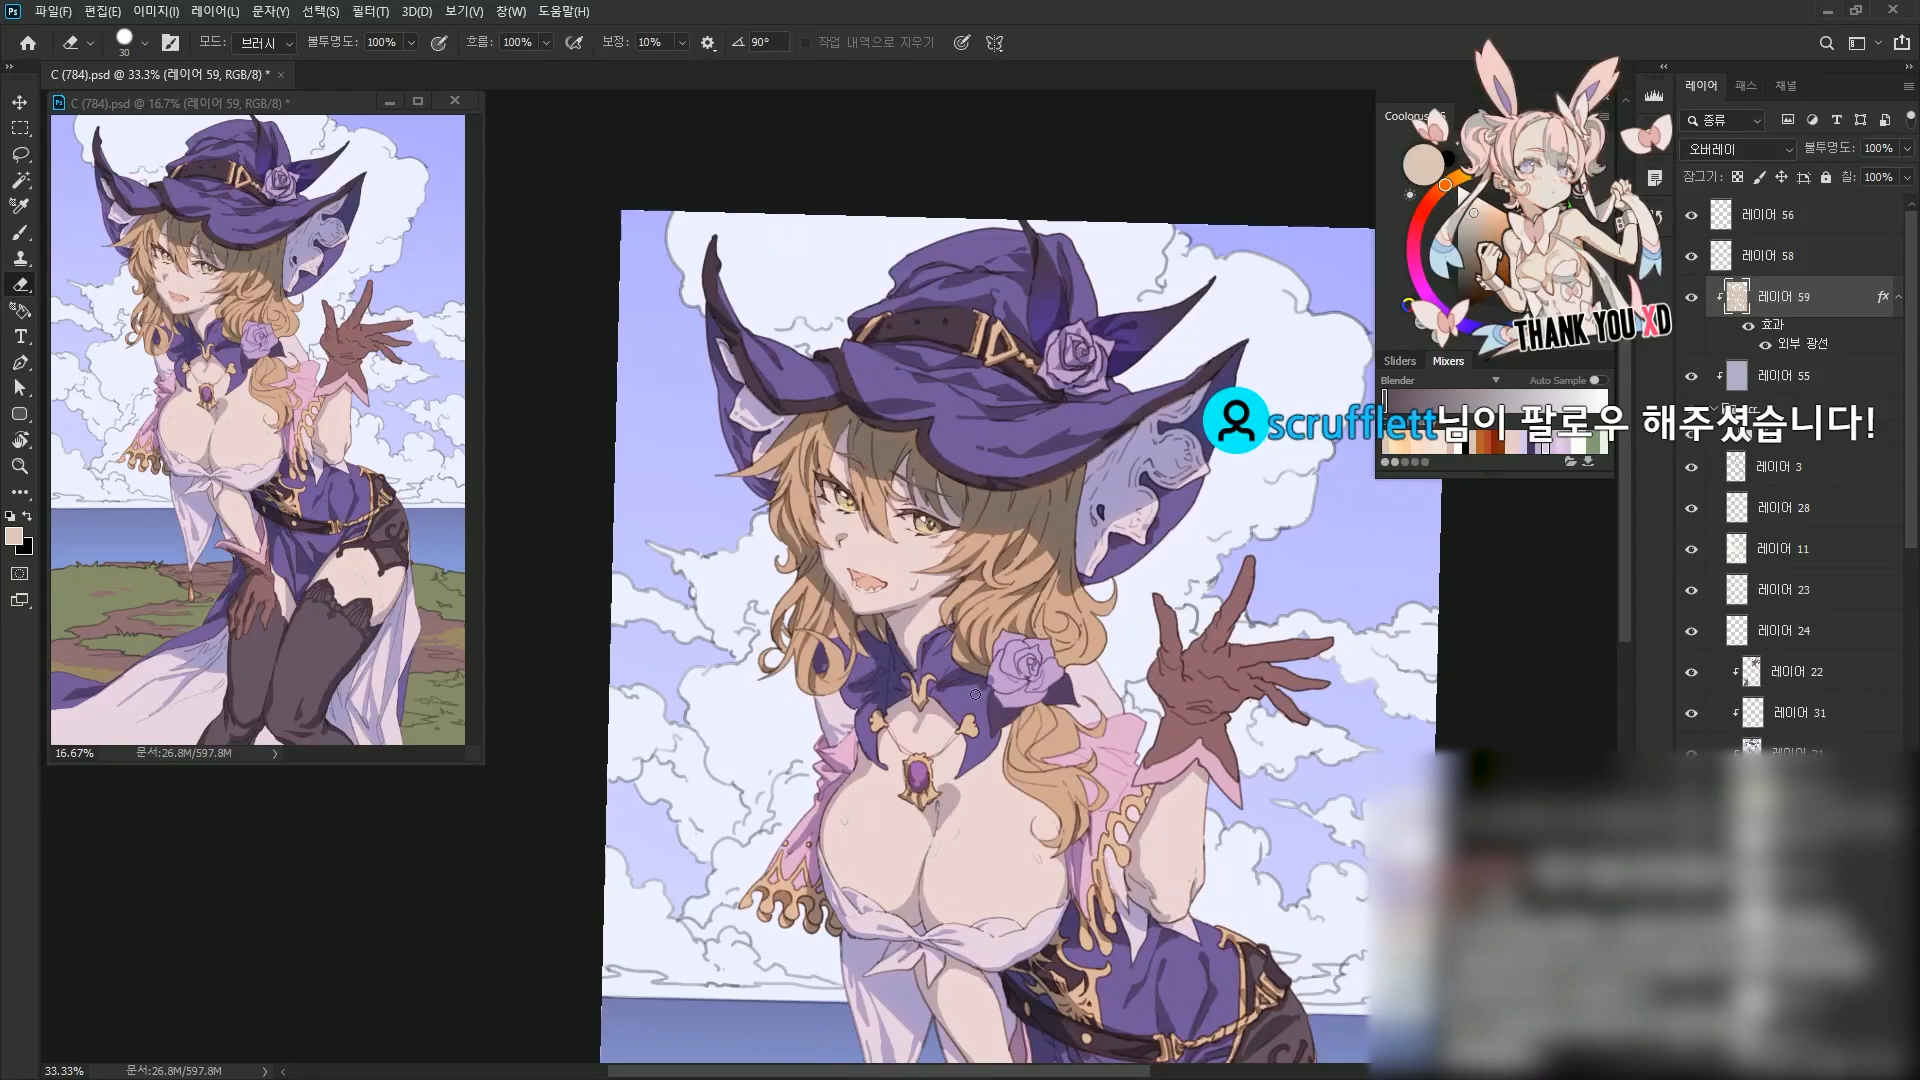 Ps 파일(F) 편집(E) 이미지(I) 레이어(L) 문자(Y) 선택(S) 필터(T) 3D(D) 보기(V) 창(W) 도움말(H)
30 모드: 브러시 불투명도: 100% 흐름: 100% 보정: 10% 90° 작업 내역으로 지우기
C (784).psd @ 33.3% (레이어 59, RGB/8) *
Ps C (784).psd @ 16.7% (레이어 59, RGB/8) *
16.67% 문서:26.8M/597.8M
33.33% 문서:26.8M/597.8M
THANK YOU XD
Sliders Mixers
Blender Auto Sample
scrufflett님이 팔로우 해주셨습니다!
레이어 패스 채널
종류
오버레이 불투명도: 100%
잠그기: 칠: 100%
레이어 56
레이어 58
레이어 59 fx
효과
외부 광선
레이어 55
레이어 3
레이어 28
레이어 11
레이어 23
레이어 24
레이어 22
레이어 31